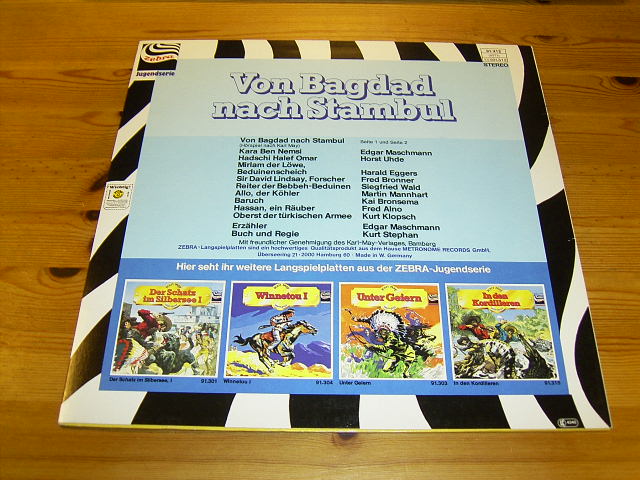 Zebra
Jugendserie
91.312
STEREO
Von Bagdad
nach Stambul
Von Bagdad nach Stambul Seite 1 und Seite 2
(Hörspiel nach Karl May)
Kara Ben Nemsi Edgar Maschmann
Hadschi Halef Omar Horst Uhde
Miriam der Löwe,
Beduinenscheich Harald Eggers
Sir David Lindsay, Forscher Fred Bronner
Reiter der Bebbeh-Beduinen Siegfried Wald
Allo, der Köhler Martin Mannhart
Baruch Kai Bronsema
Hassan, ein Räuber Fred Alno
Oberst der türkischen Armee Kurt Klopsch
Erzähler Edgar Maschmann
Buch und Regie Kurt Stephan
Mit freundlicher Genehmigung des Karl-May-Verlages, Bamberg
ZEBRA-Langspielplatten sind ein hochwertiges Qualitätsprodukt aus dem Hause METRONOME RECORDS GmbH,
Überseering 21 · 2000 Hamburg 60 · Made in W. Germany
! Wichtig !
Hier seht ihr weitere Langspielplatten aus der ZEBRA-Jugendserie
Der Schatz
im Silbersee I
Winnetou I
Unter Geiern
In den
Kordilleren
Der Schatz im Silbersee, I 91.301
Winnetou I 91.304
Unter Geiern 91.303
In den Kordilleren 91.318